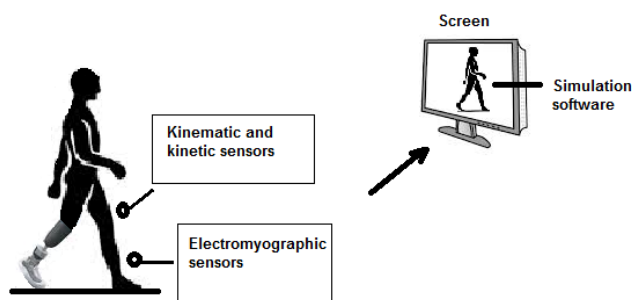 Screen
Simulation
software
Kinematic and
kinetic sensors
Electromyographic
sensors